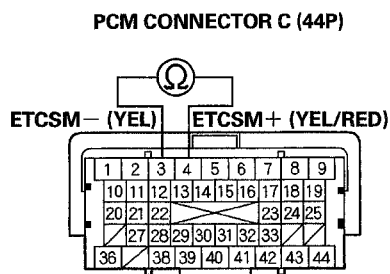 PCM CONNECTOR C (44P)
Ω
ETCSM− (YEL) ETCSM+ (YEL/RED)
1 2 3 4 5 6 7 8 9
10 11 12 13 14 15 16 17 18 19
20 21 22 23 24 25
27 28 29 30 31 32 33
36 38 39 40 41 42 43 44